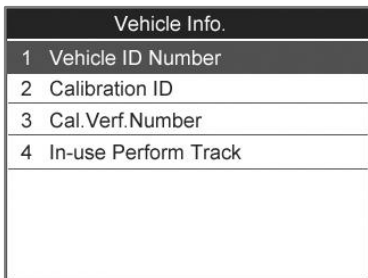 Vehicle Info.
1 Vehicle ID Number
2 Calibration ID
3 Cal.Verf.Number
4 In-use Perform Track